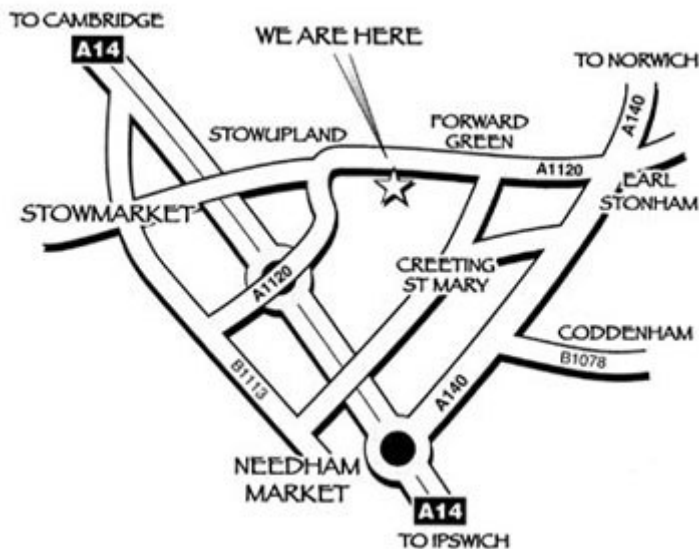 TO CAMBRIDGE
A14
WE ARE HERE
TO NORWICH
A140
STOWUPLAND
FORWARD
GREEN
A1120
EARL
STONHAM
STOWMARKET
CREETING
ST MARY
A1120
CODDENHAM
B1078
B1113
A140
NEEDHAM
MARKET
A14
TO IPSWICH